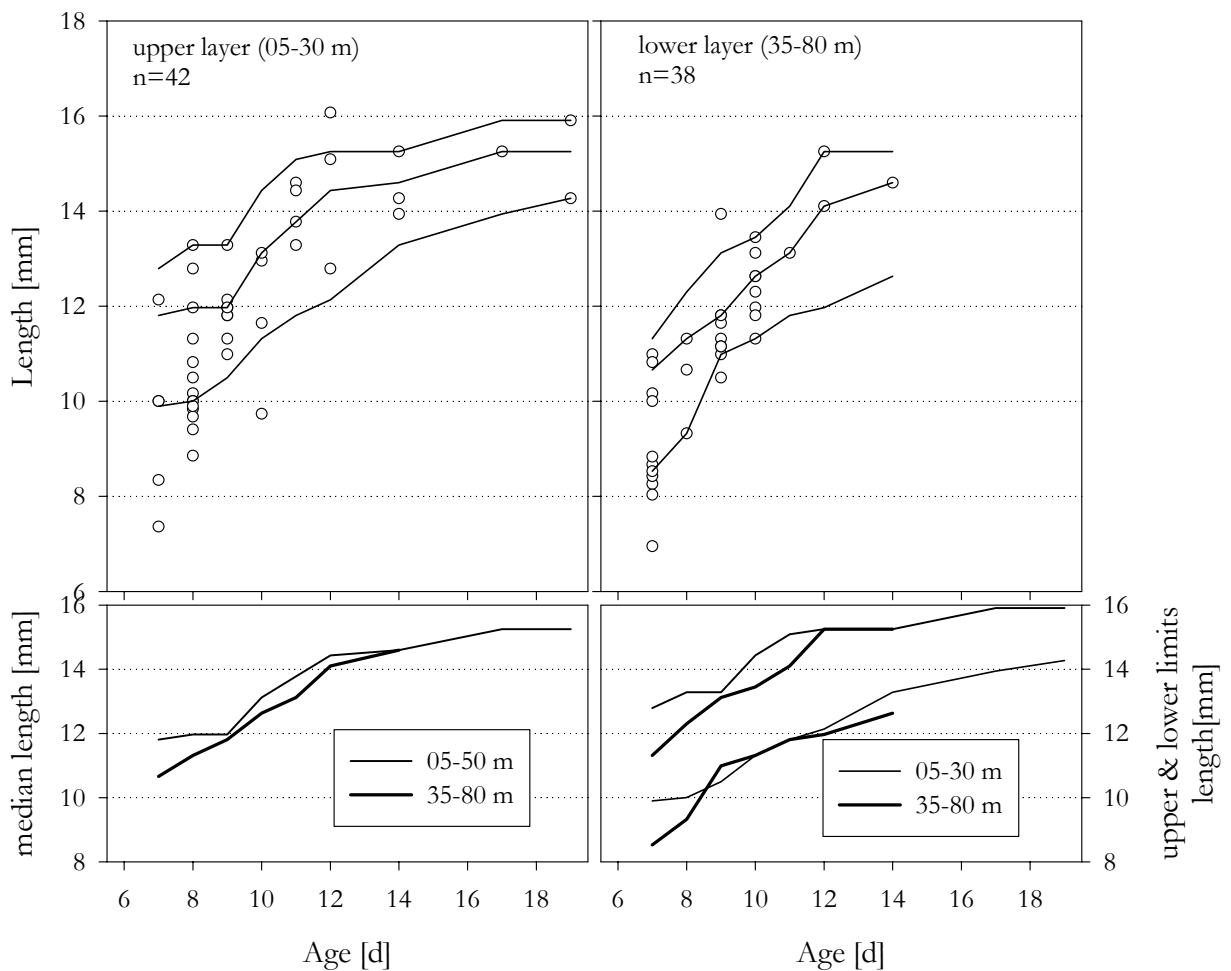 18
16
14
12
10
8
6
Length [mm]
upper layer (05-30 m)
n=42
lower layer (35-80 m)
n=38
16
14
12
10
8
median length [mm]
05-50 m
35-80 m
6 8 10 12 14 16 18
Age [d]
05-30 m
35-80 m
6 8 10 12 14 16 18
Age [d]
16
14
12
10
8
upper & lower limits
length[mm]